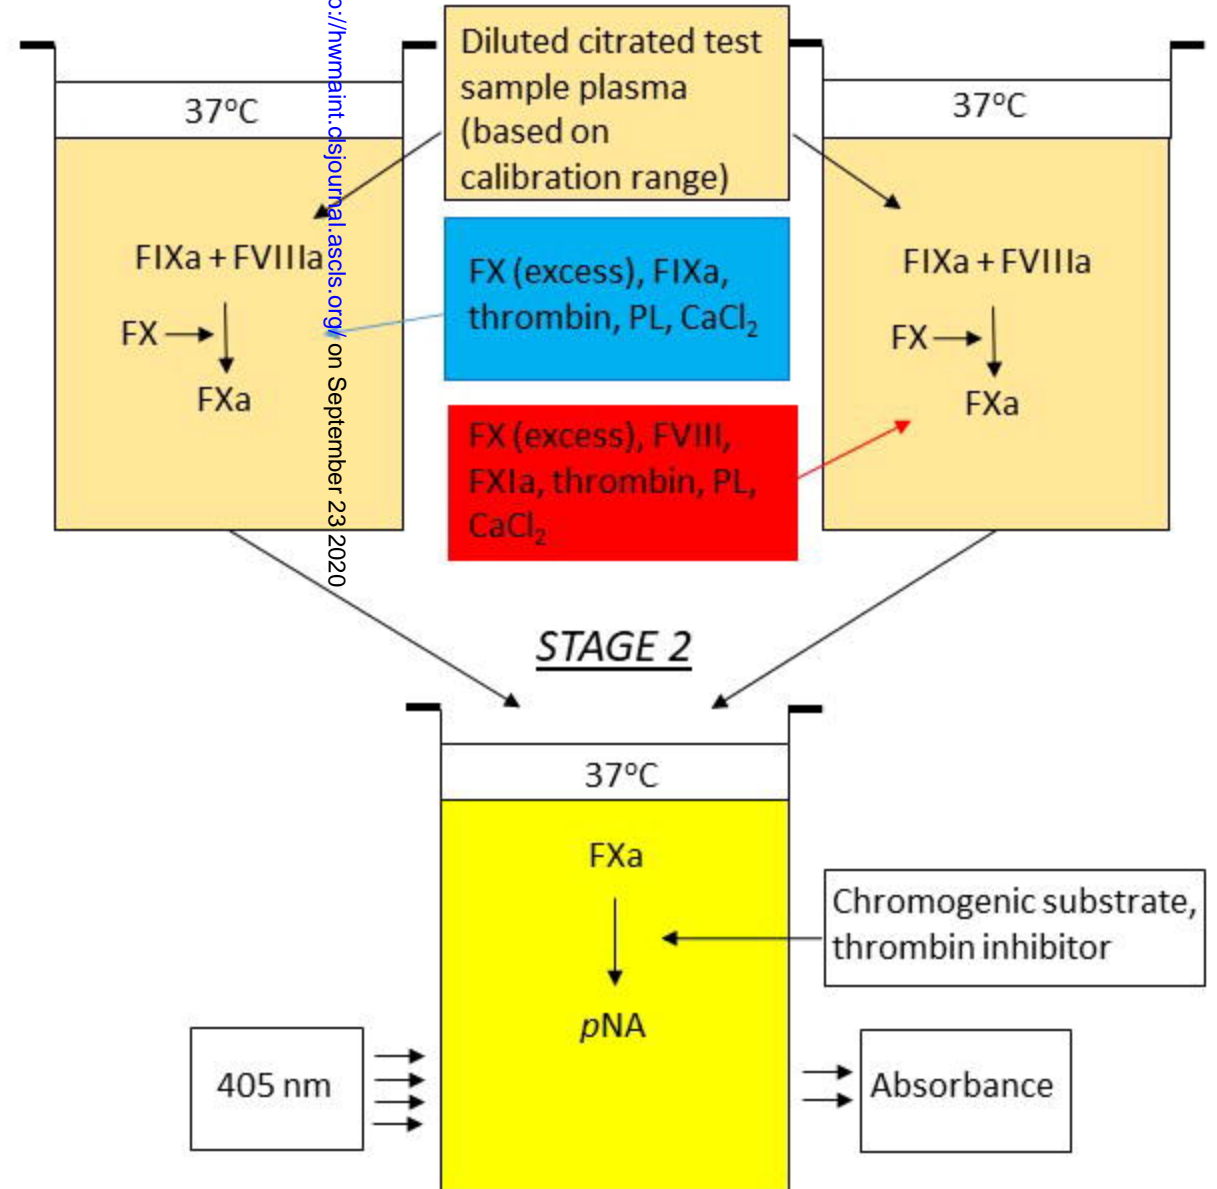 p://hwmaint.clsjournal.ascls.org/ on September 23 2020
Diluted citrated test
sample plasma
(based on
calibration range)
37°C
37°C
FIXa + FVIIIa
FX
FXa
FX (excess), FIXa,
thrombin, PL, CaCl₂
FIXa + FVIIIa
FX
FXa
FX (excess), FVIII,
FXIa, thrombin, PL,
CaCl₂
STAGE 2
37°C
FXa
Chromogenic substrate,
thrombin inhibitor
pNA
405 nm
Absorbance